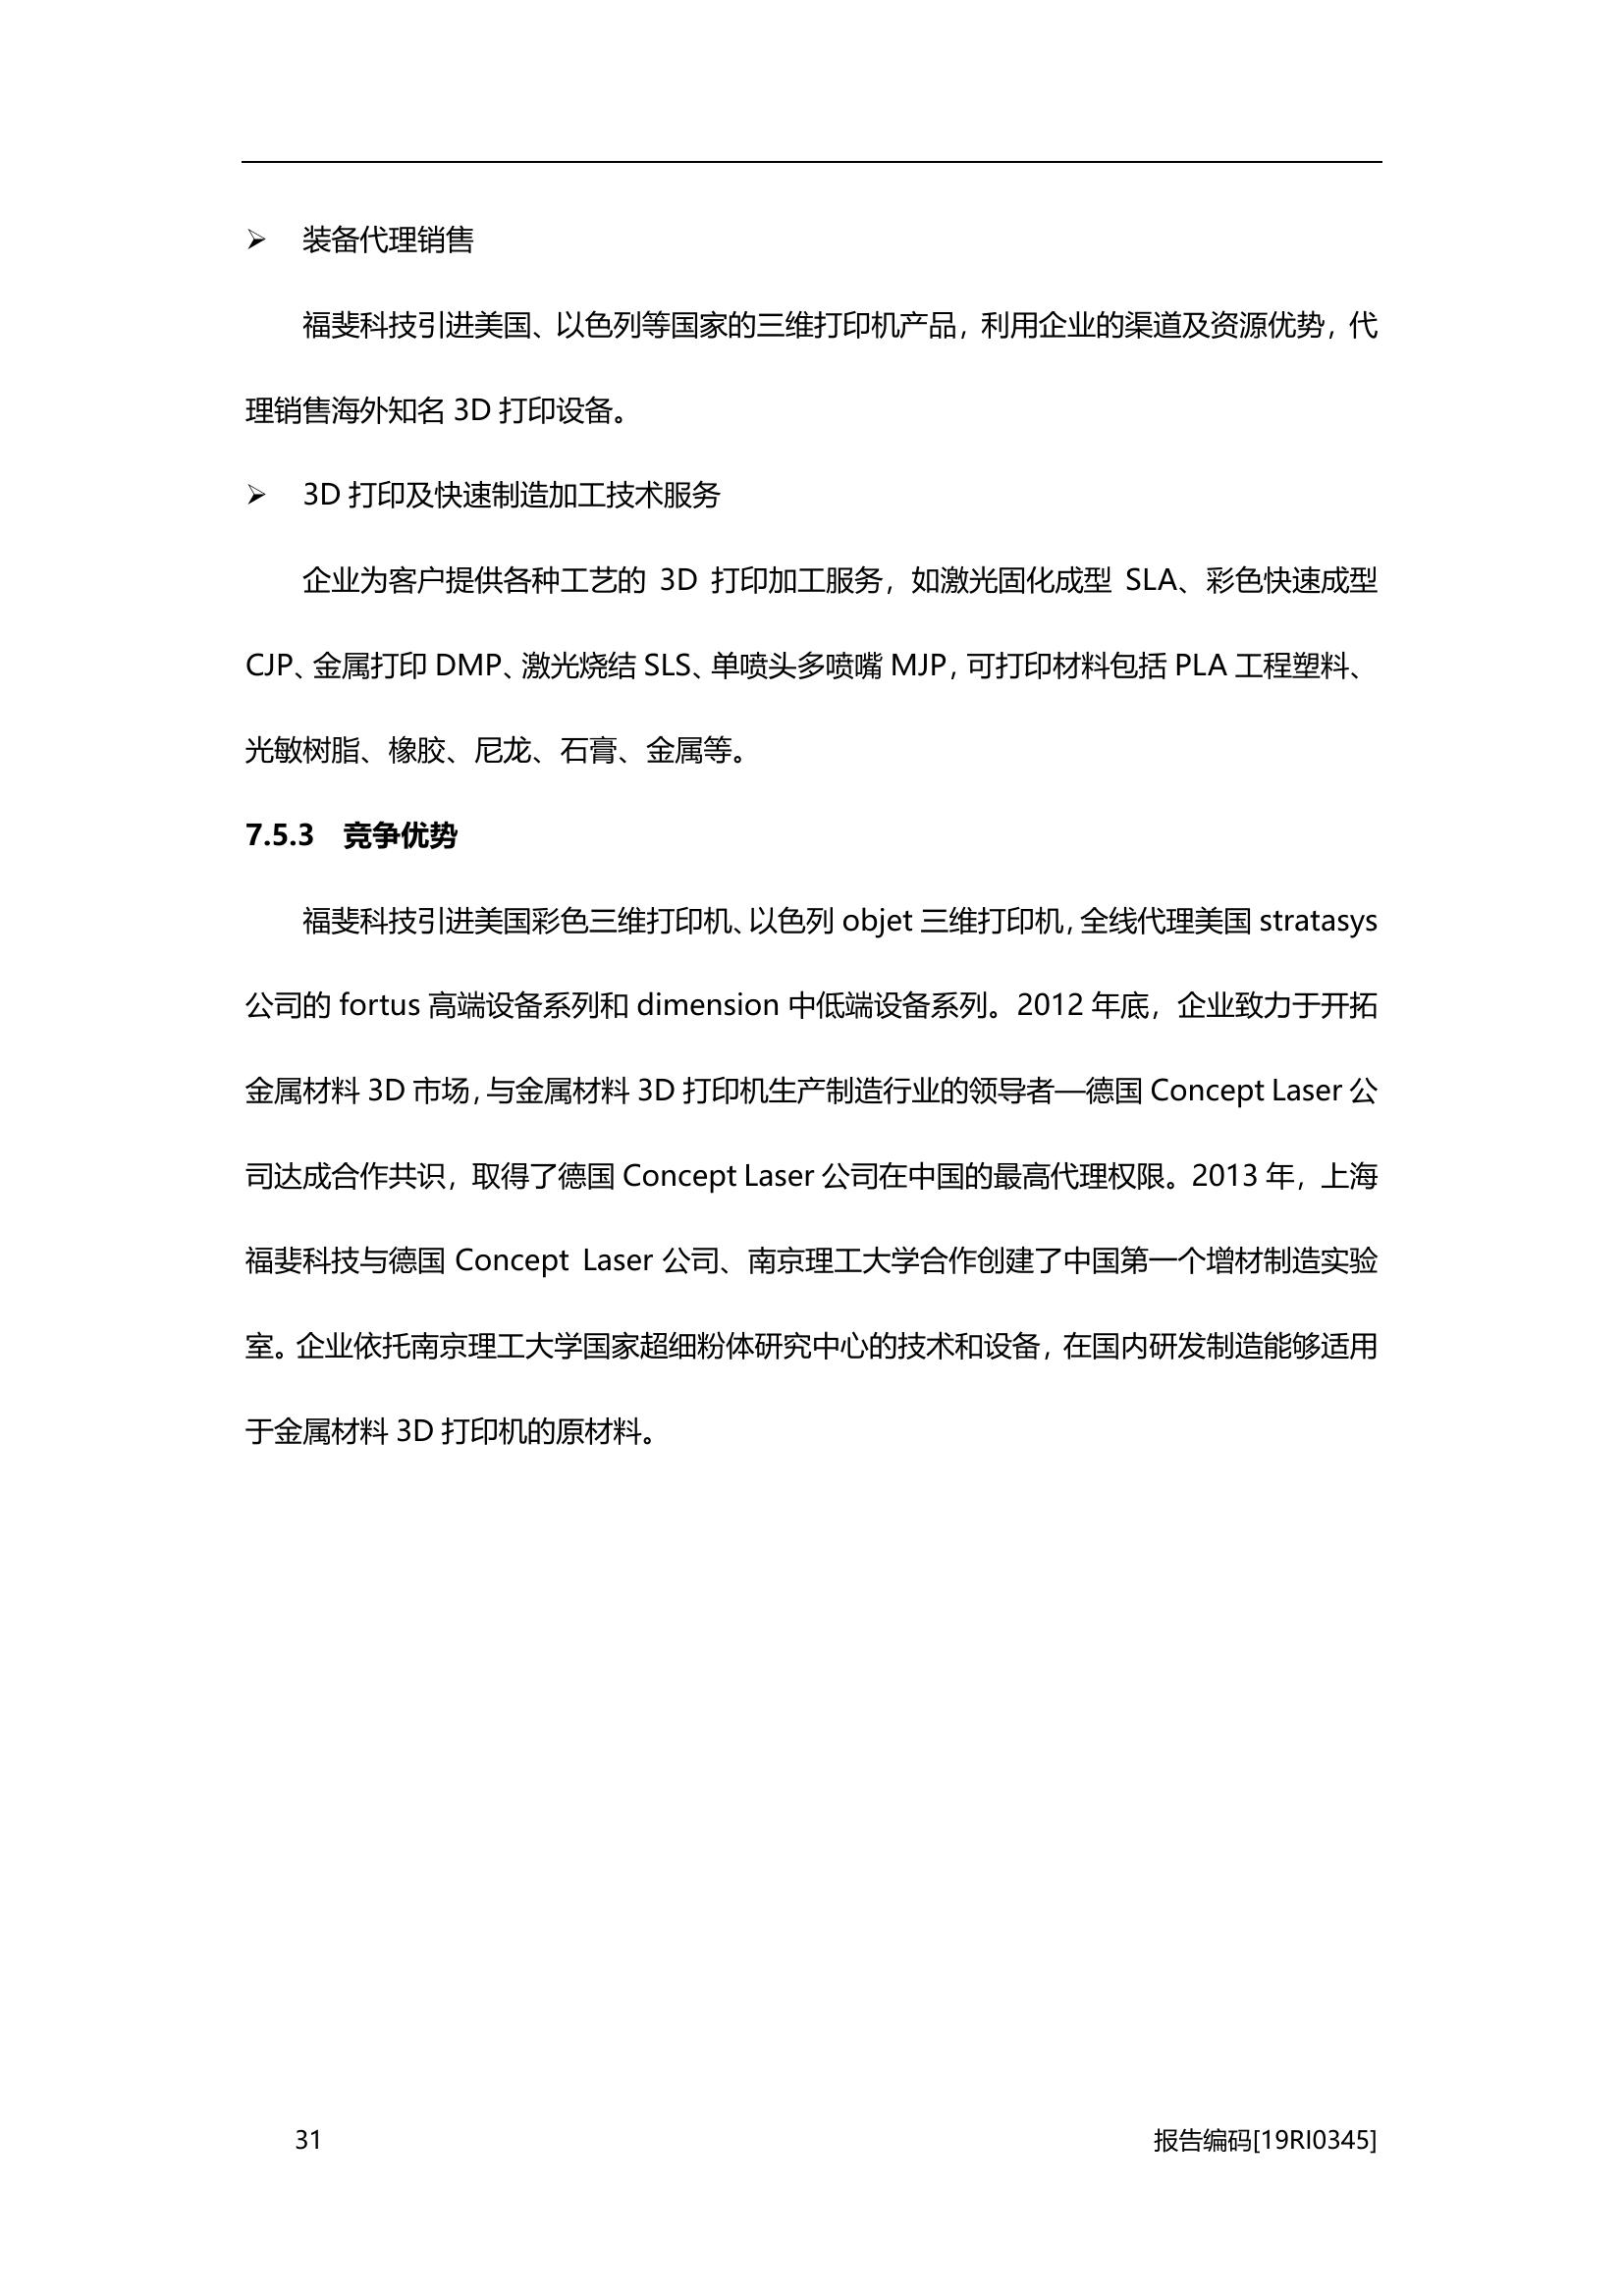 ➢ 装备代理销售
福斐科技引进美国、以色列等国家的三维打印机产品，利用企业的渠道及资源优势，代
理销售海外知名 3D 打印设备。
➢ 3D 打印及快速制造加工技术服务
企业为客户提供各种工艺的 3D 打印加工服务，如激光固化成型 SLA、彩色快速成型
CJP、金属打印 DMP、激光烧结 SLS、单喷头多喷嘴 MJP，可打印材料包括 PLA 工程塑料、
光敏树脂、橡胶、尼龙、石膏、金属等。
7.5.3 竞争优势
福斐科技引进美国彩色三维打印机、以色列 objet 三维打印机，全线代理美国 stratasys
公司的 fortus 高端设备系列和 dimension 中低端设备系列。2012 年底，企业致力于开拓
金属材料 3D 市场，与金属材料 3D 打印机生产制造行业的领导者—德国 Concept Laser 公
司达成合作共识，取得了德国 Concept Laser 公司在中国的最高代理权限。2013 年，上海
福斐科技与德国 Concept Laser 公司、南京理工大学合作创建了中国第一个增材制造实验
室。企业依托南京理工大学国家超细粉体研究中心的技术和设备，在国内研发制造能够适用
于金属材料 3D 打印机的原材料。
31 报告编码[19RI0345]